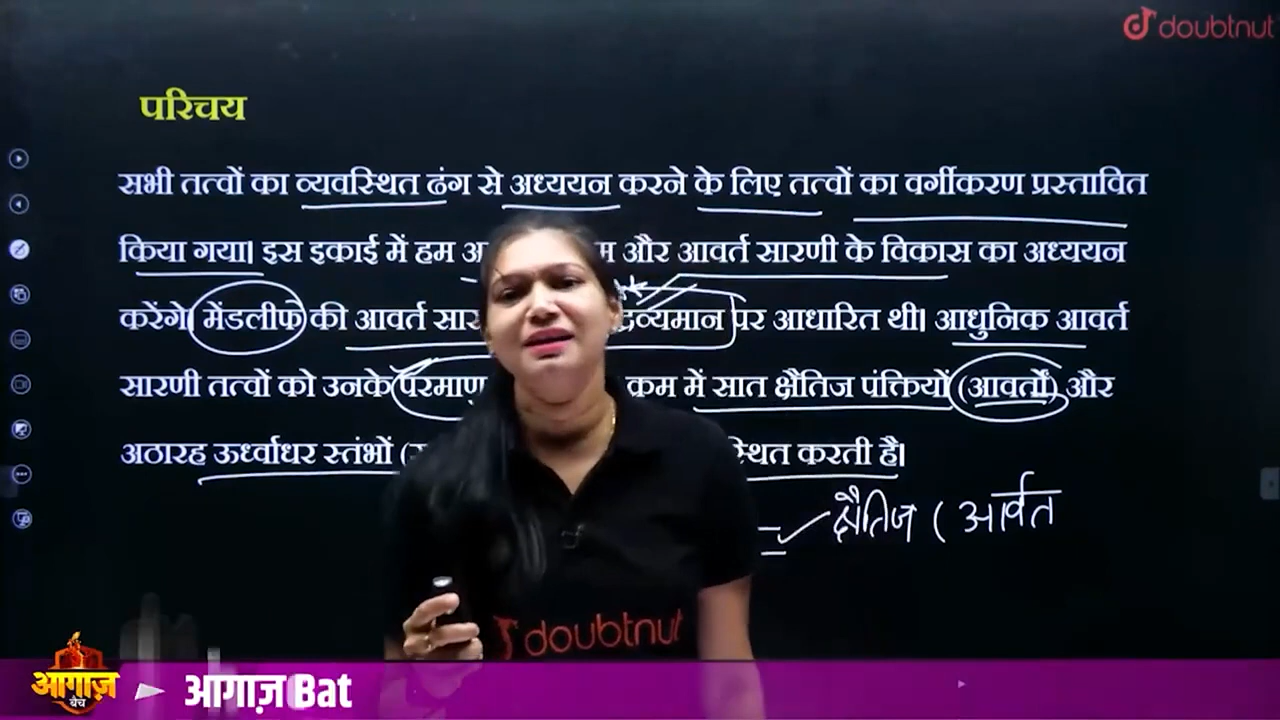 doubtnut
परिचय
सभी तत्वों का व्यवस्थित ढंग से अध्ययन करने के लिए तत्वों का वर्गीकरण प्रस्तावित
किया गया। इस इकाई में हम और आवर्त सारणी के विकास का अध्ययन
करेंगे। मेंडलीफे की आवर्त द्रव्यमान पर आधारित थी। आधुनिक आवर्त
सारणी तत्वों को उनके परमाणु क्रम में सात क्षैतिज पंक्तियों (आवर्तों) और
अठारह ऊर्ध्वाधर स्तंभों करती है।
क्षैतिज ( आर्वत
doubtnut
आगाज़
बैच
आगाज़ Bat